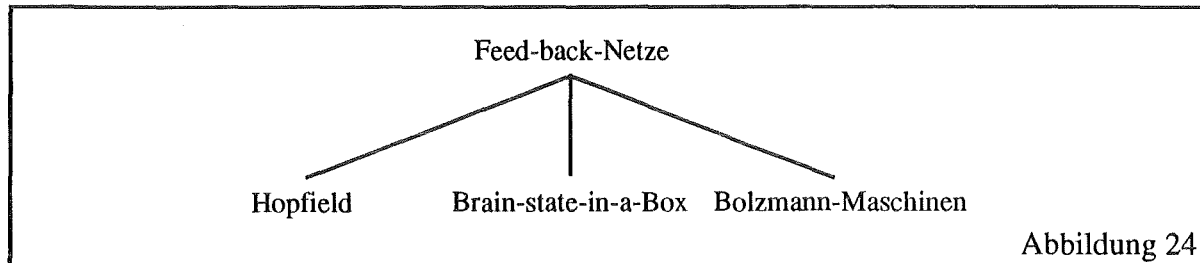 Feed-back-Netze
Hopfield Brain-state-in-a-Box Bolzmann-Maschinen
Abbildung 24